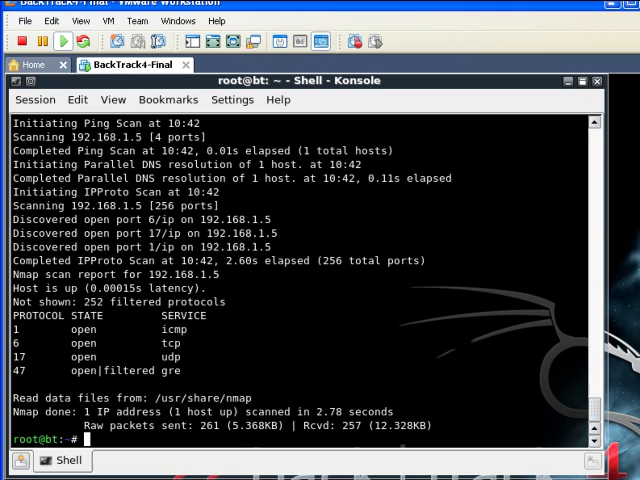 BackTrack4-Final - VMware Workstation
File Edit View VM Team Windows Help
Home BackTrack4-Final
root@bt: ~ - Shell - Konsole
Session Edit View Bookmarks Settings Help
Initiating Ping Scan at 10:42
Scanning 192.168.1.5 [4 ports]
Completed Ping Scan at 10:42, 0.01s elapsed (1 total hosts)
Initiating Parallel DNS resolution of 1 host. at 10:42
Completed Parallel DNS resolution of 1 host. at 10:42, 0.11s elapsed
Initiating IPProto Scan at 10:42
Scanning 192.168.1.5 [256 ports]
Discovered open port 6/ip on 192.168.1.5
Discovered open port 17/ip on 192.168.1.5
Discovered open port 1/ip on 192.168.1.5
Completed IPProto Scan at 10:42, 2.60s elapsed (256 total ports)
Nmap scan report for 192.168.1.5
Host is up (0.00015s latency).
Not shown: 252 filtered protocols
PROTOCOL STATE SERVICE
1 open icmp
6 open tcp
17 open udp
47 open|filtered gre
Read data files from: /usr/share/nmap
Nmap done: 1 IP address (1 host up) scanned in 2.78 seconds
Raw packets sent: 261 (5.368KB) | Rcvd: 257 (12.328KB)
root@bt:~#
Shell